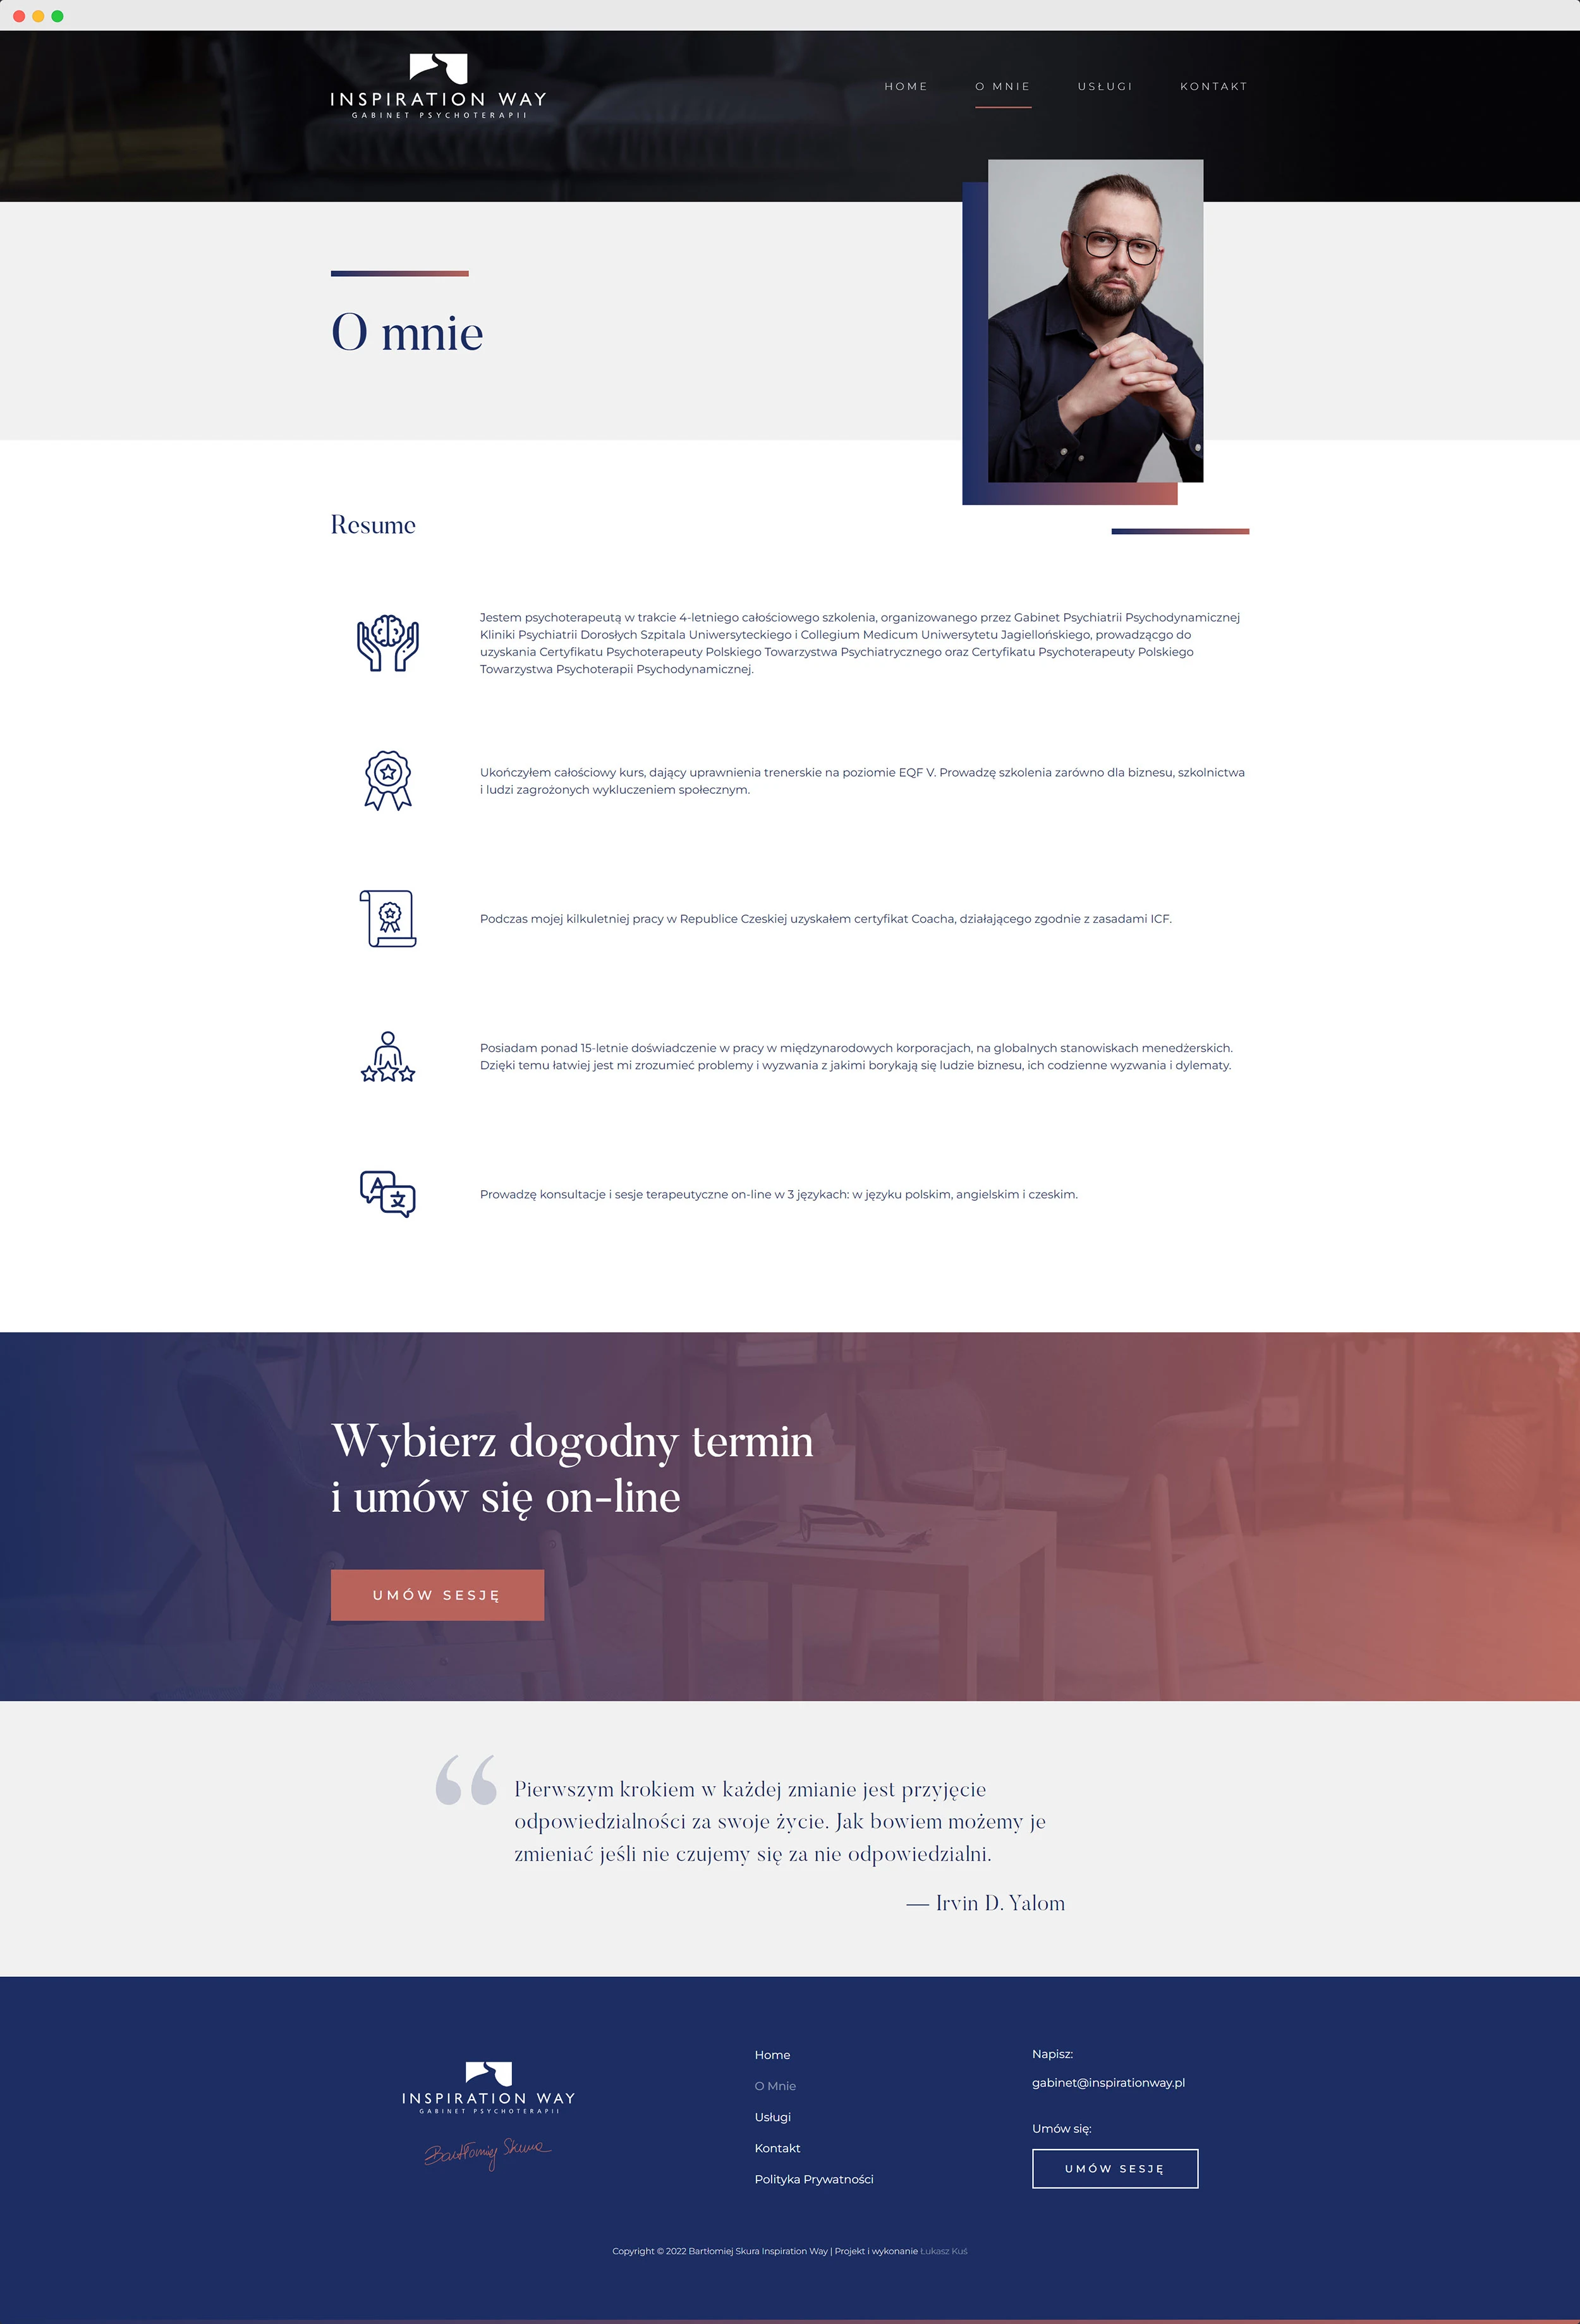 INSPIRATION WAY
GABINET PSYCHOTERAPII
HOME
O MNIE
USŁUGI
KONTAKT
O mnie
Resume
Jestem psychoterapeutą w trakcie 4-letniego całościowego szkolenia, organizowanego przez Gabinet Psychiatrii Psychodynamicznej
Kliniki Psychiatrii Dorosłych Szpitala Uniwersyteckiego i Collegium Medicum Uniwersytetu Jagiellońskiego, prowadzącgo do
uzyskania Certyfikatu Psychoterapeuty Polskiego Towarzystwa Psychiatrycznego oraz Certyfikatu Psychoterapeuty Polskiego
Towarzystwa Psychoterapii Psychodynamicznej.
Ukończyłem całościowy kurs, dający uprawnienia trenerskie na poziomie EQF V. Prowadzę szkolenia zarówno dla biznesu, szkolnictwa
i ludzi zagrożonych wykluczeniem społecznym.
Podczas mojej kilkuletniej pracy w Republice Czeskiej uzyskałem certyfikat Coacha, działającego zgodnie z zasadami ICF.
Posiadam ponad 15-letnie doświadczenie w pracy w międzynarodowych korporacjach, na globalnych stanowiskach menedżerskich.
Dzięki temu łatwiej jest mi zrozumieć problemy i wyzwania z jakimi borykają się ludzie biznesu, ich codzienne wyzwania i dylematy.
A
文
Prowadzę konsultacje i sesje terapeutyczne on-line w 3 językach: w języku polskim, angielskim i czeskim.
Wybierz dogodny termin
i umów się on-line
UMÓW SESJĘ
“ Pierwszym krokiem w każdej zmianie jest przyjęcie
odpowiedzialności za swoje życie. Jak bowiem możemy je
zmieniać jeśli nie czujemy się za nie odpowiedzialni.
— Irvin D. Yalom
INSPIRATION WAY
GABINET PSYCHOTERAPII
Bartłomiej Skura
Home
O Mnie
Usługi
Kontakt
Polityka Prywatności
Napisz:
gabinet@inspirationway.pl
Umów się:
UMÓW SESJĘ
Copyright © 2022 Bartłomiej Skura Inspiration Way | Projekt i wykonanie Łukasz Kuś